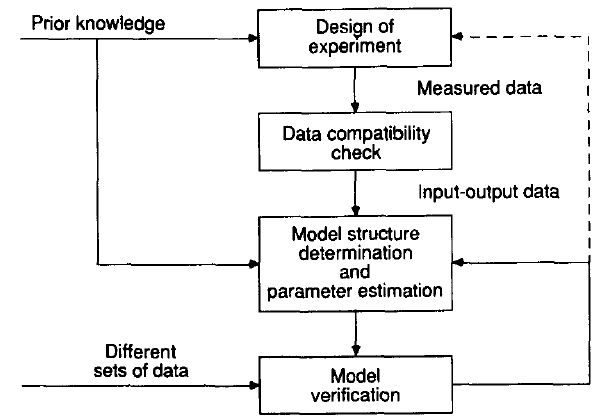 Prior knowledge
Design of
experiment
Measured data
Data compatibility
check
Input-output data
Model structure
determination
and
parameter estimation
Different
sets of data
Model
verification